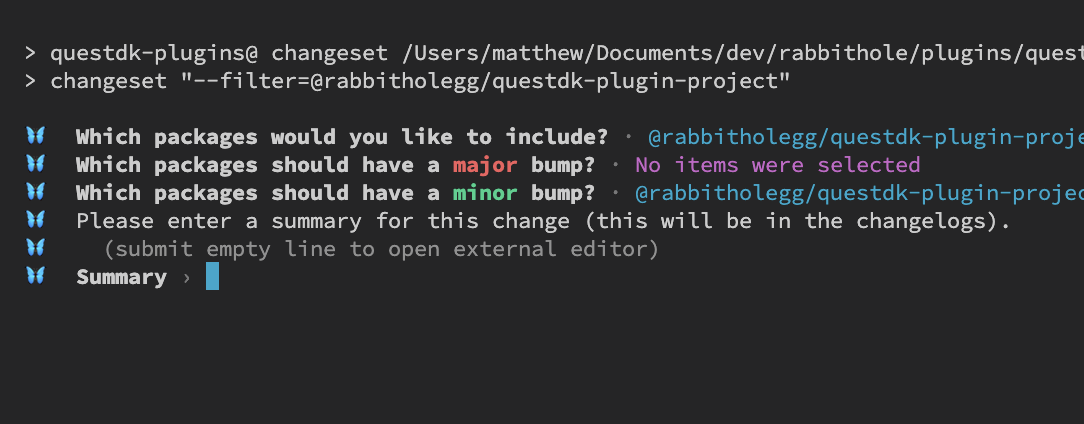 > questdk-plugins@ changeset /Users/matthew/Documents/dev/rabbithole/plugins/quest
> changeset "--filter=@rabbitholegg/questdk-plugin-project"
Which packages would you like to include? · @rabbitholegg/questdk-plugin-proje
Which packages should have a major bump? · No items were selected
Which packages should have a minor bump? · @rabbitholegg/questdk-plugin-projec
Please enter a summary for this change (this will be in the changelogs).
(submit empty line to open external editor)
Summary ›